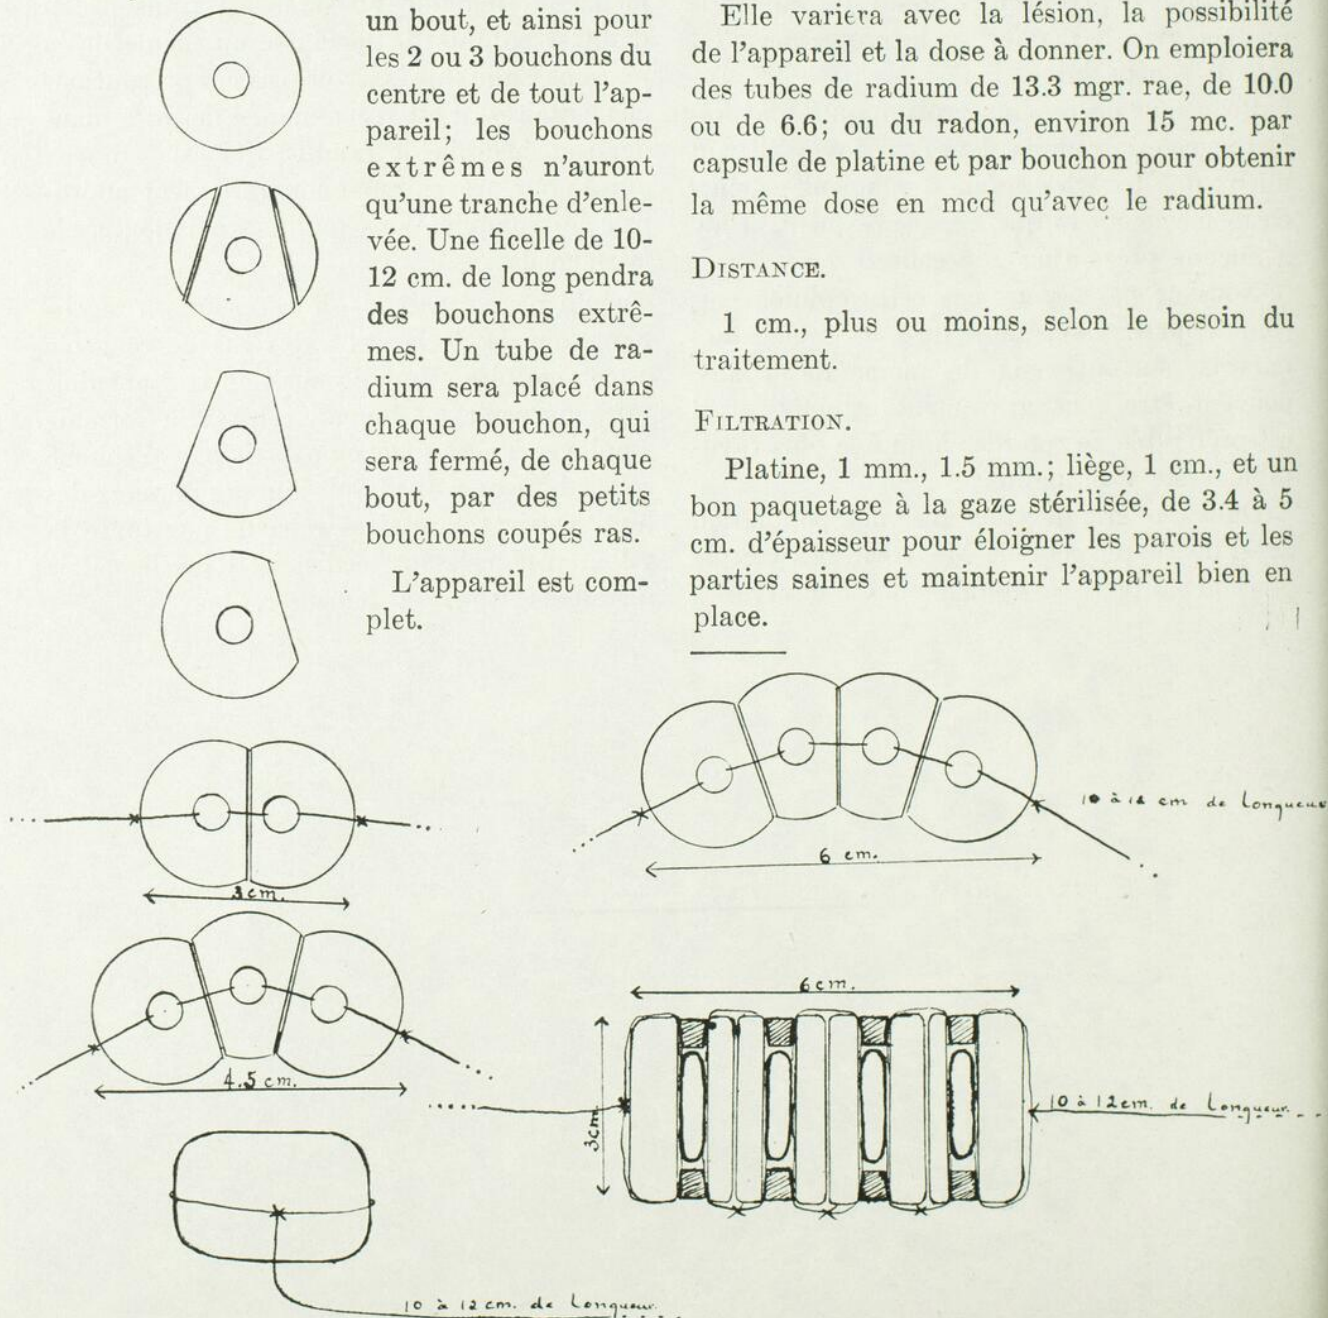 un bout, et ainsi pour
les 2 ou 3 bouchons du
centre et de tout l'ap-
pareil; les bouchons
extrêmes n'auront
qu'une tranche d'enle-
vée. Une ficelle de 10-
12 cm. de long pendra
des bouchons extrê-
mes. Un tube de ra-
dium sera placé dans
chaque bouchon, qui
sera fermé, de chaque
bout, par des petits
bouchons coupés ras.
L'appareil est com-
plet.
Elle variera avec la lésion, la possibilité
de l'appareil et la dose à donner. On emploiera
des tubes de radium de 13.3 mgr. rae, de 10.0
ou de 6.6; ou du radon, environ 15 mc. par
capsule de platine et par bouchon pour obtenir
la même dose en mcd qu'avec le radium.
DISTANCE.
1 cm., plus ou moins, selon le besoin du
traitement.
FILTRATION.
Platine, 1 mm., 1.5 mm.; liège, 1 cm., et un
bon paquetage à la gaze stérilisée, de 3.4 à 5
cm. d'épaisseur pour éloigner les parois et les
parties saines et maintenir l'appareil bien en
place.
3 cm.
4.5 cm.
10 à 12 cm. de Longueur.
10 à 12 cm de Longueur
6 cm.
6 cm.
3 cm
10 à 12 cm. de Longueur.